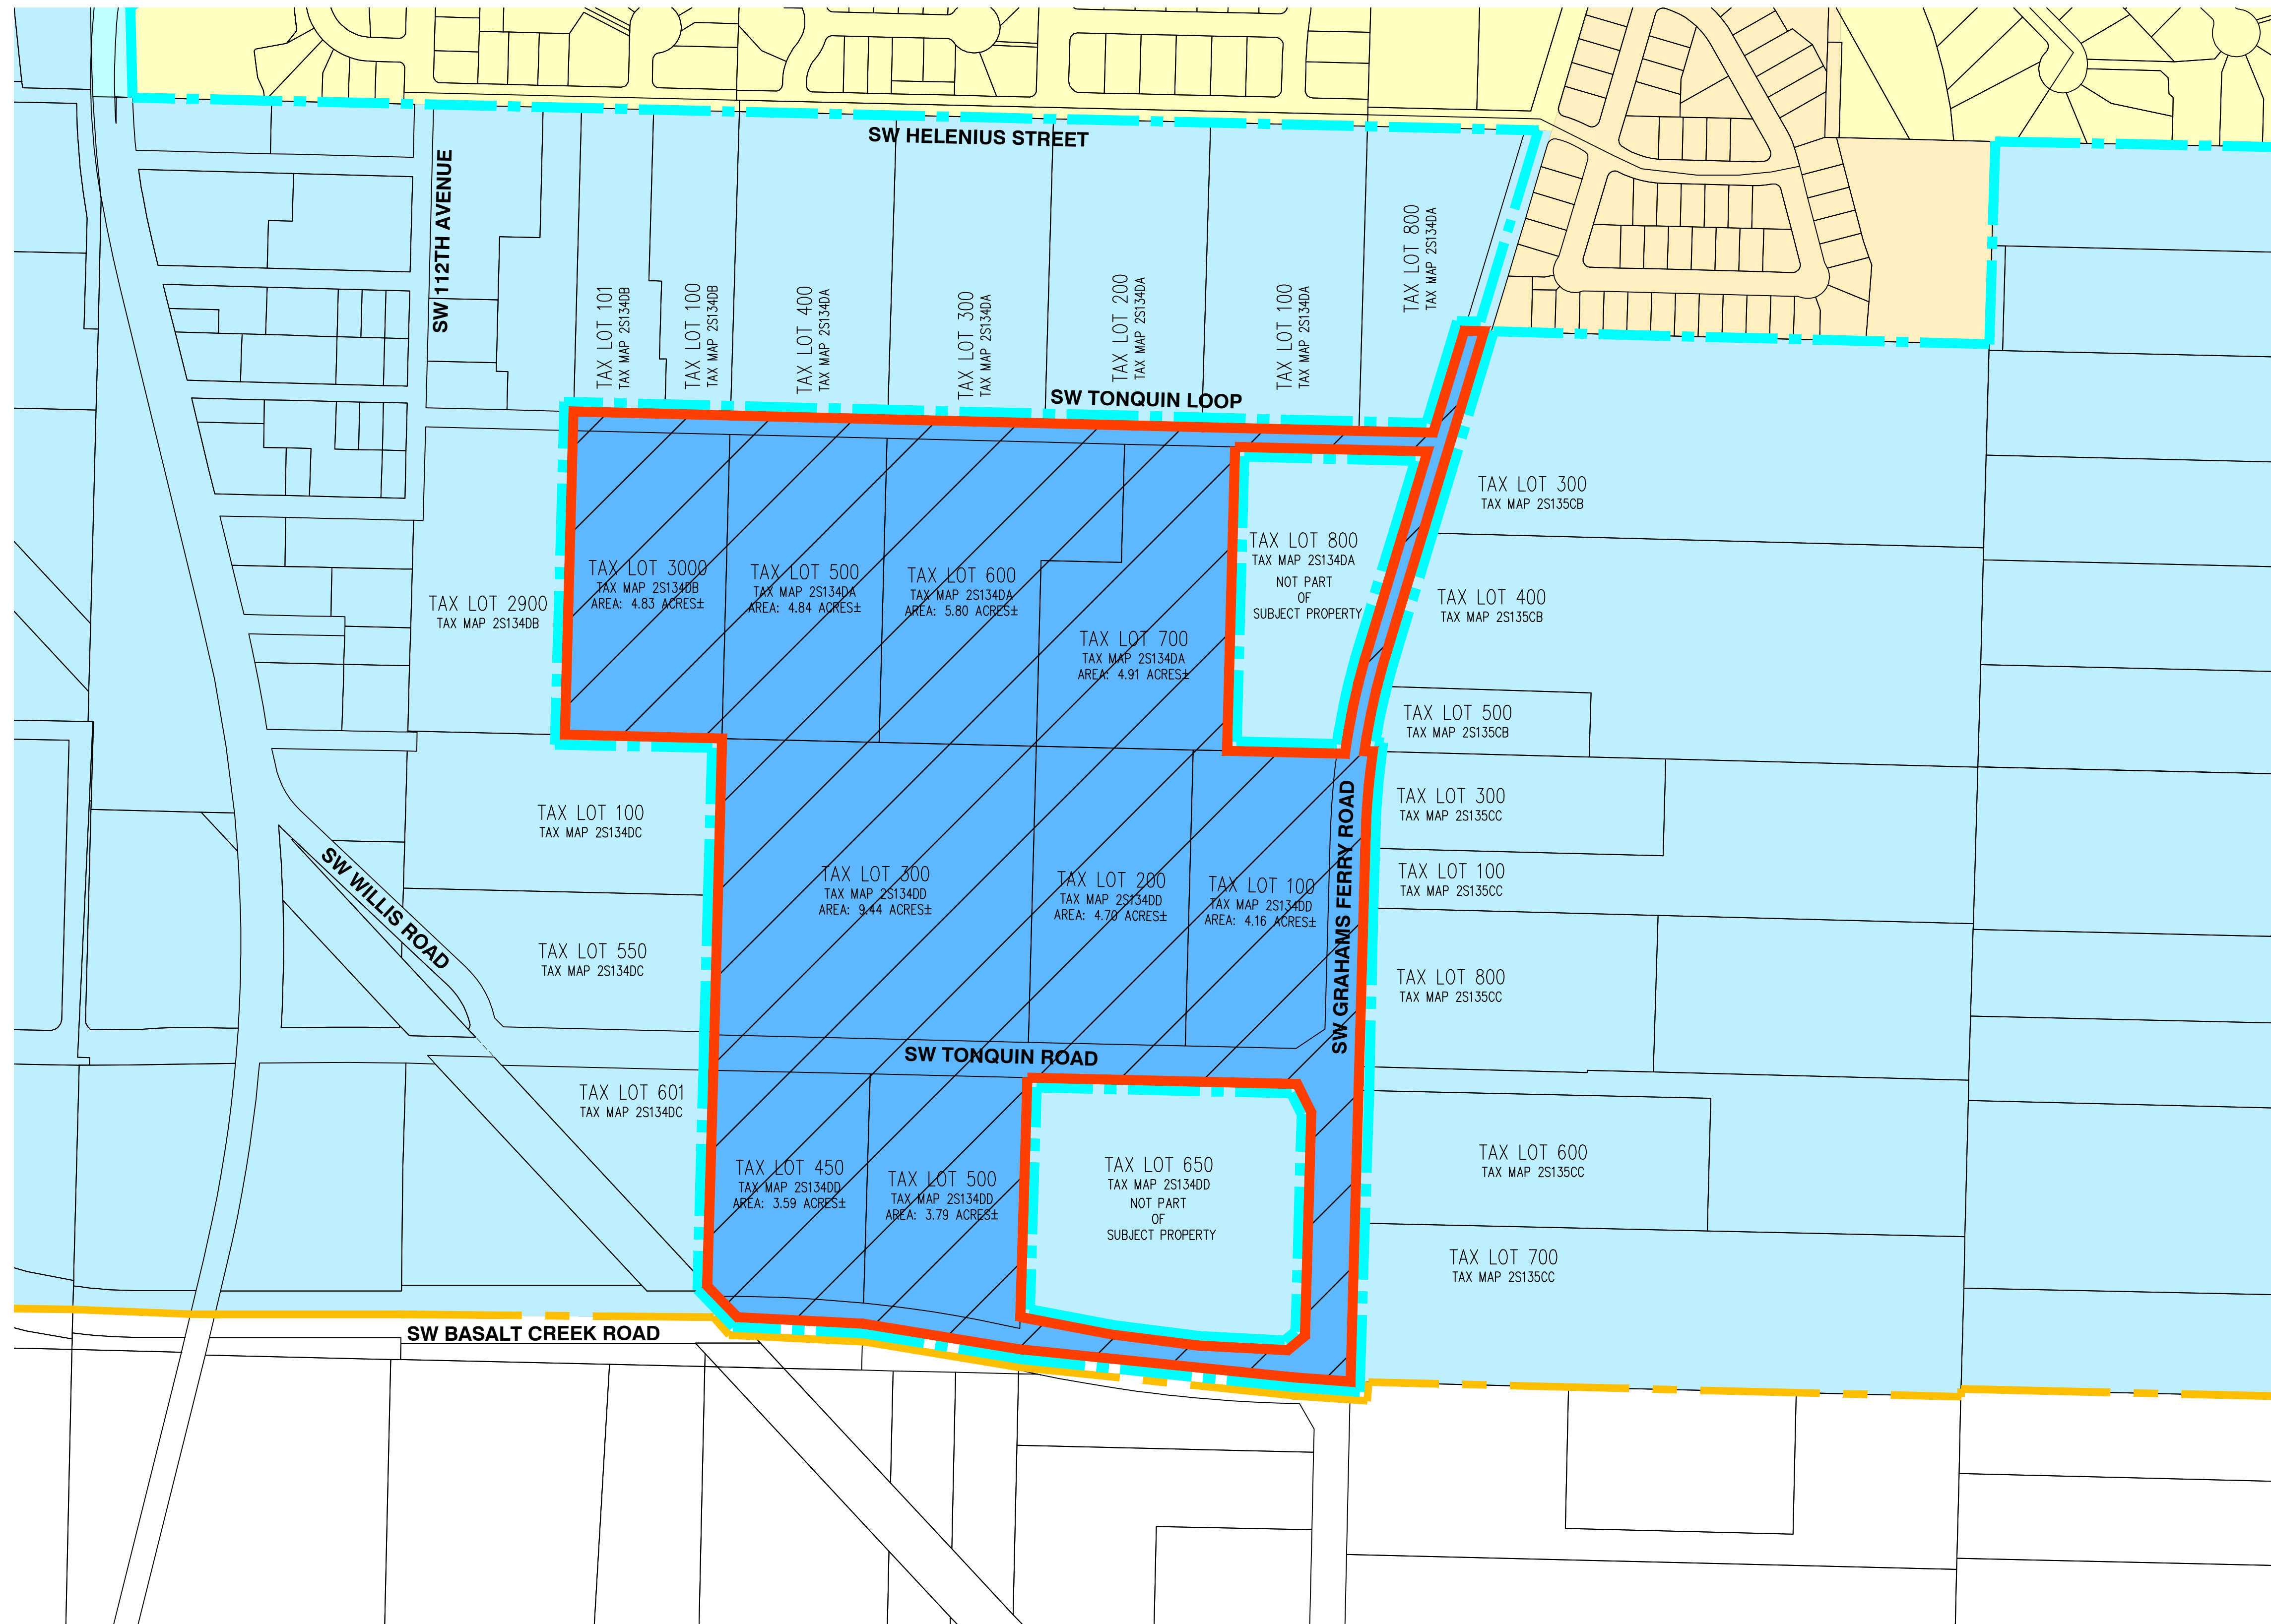 SW HELENIUS STREET
SW 112TH AVENUE
TAX LOT 101
TAX MAP 2S134DB
TAX LOT 100
TAX MAP 2S134DB
TAX LOT 400
TAX MAP 2S134DA
TAX LOT 300
TAX MAP 2S134DA
TAX LOT 200
TAX MAP 2S134DA
TAX LOT 100
TAX MAP 2S134DA
TAX LOT 800
TAX MAP 2S134DA
SW TONQUIN LOOP
TAX LOT 300
TAX MAP 2S135CB
TAX LOT 2900
TAX MAP 2S134DB
TAX LOT 3000
TAX MAP 2S134DB
AREA: 4.83 ACRES±
TAX LOT 500
TAX MAP 2S134DA
AREA: 4.84 ACRES±
TAX LOT 600
TAX MAP 2S134DA
AREA: 5.80 ACRES±
TAX LOT 700
TAX MAP 2S134DA
AREA: 4.91 ACRES±
TAX LOT 800
TAX MAP 2S134DA
NOT PART
OF
SUBJECT PROPERTY
TAX LOT 400
TAX MAP 2S135CB
TAX LOT 500
TAX MAP 2S135CB
TAX LOT 100
TAX MAP 2S134DC
TAX LOT 300
TAX MAP 2S135CC
SW WILLIS ROAD
TAX LOT 300
TAX MAP 2S134DD
AREA: 9.44 ACRES±
TAX LOT 200
TAX MAP 2S134DD
AREA: 4.70 ACRES±
TAX LOT 100
TAX MAP 2S134DD
AREA: 4.16 ACRES±
SW GRAHAMS FERRY ROAD
TAX LOT 100
TAX MAP 2S135CC
TAX LOT 550
TAX MAP 2S134DC
TAX LOT 800
TAX MAP 2S135CC
SW TONQUIN ROAD
TAX LOT 601
TAX MAP 2S134DC
TAX LOT 450
TAX MAP 2S134DD
AREA: 3.59 ACRES±
TAX LOT 500
TAX MAP 2S134DD
AREA: 3.79 ACRES±
TAX LOT 650
TAX MAP 2S134DD
NOT PART
OF
SUBJECT PROPERTY
TAX LOT 600
TAX MAP 2S135CC
TAX LOT 700
TAX MAP 2S135CC
SW BASALT CREEK ROAD